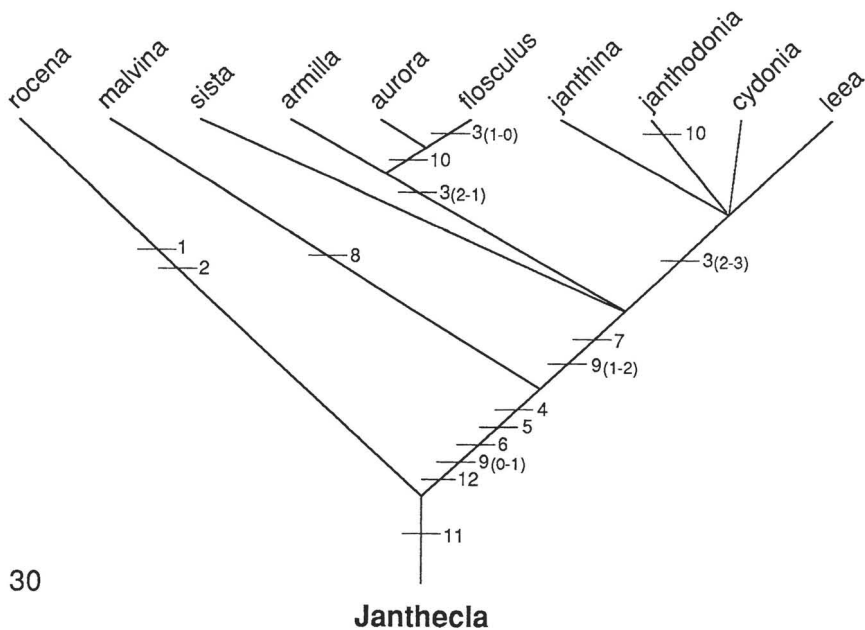 rocena
malvina
sista
armilla
aurora
flosculus
janthina
janthodonia
cydonia
leea
3(1-0)
10
10
3(2-1)
1
2
8
3(2-3)
7
9(1-2)
4
5
6
9(0-1)
12
11
30
Janthecla